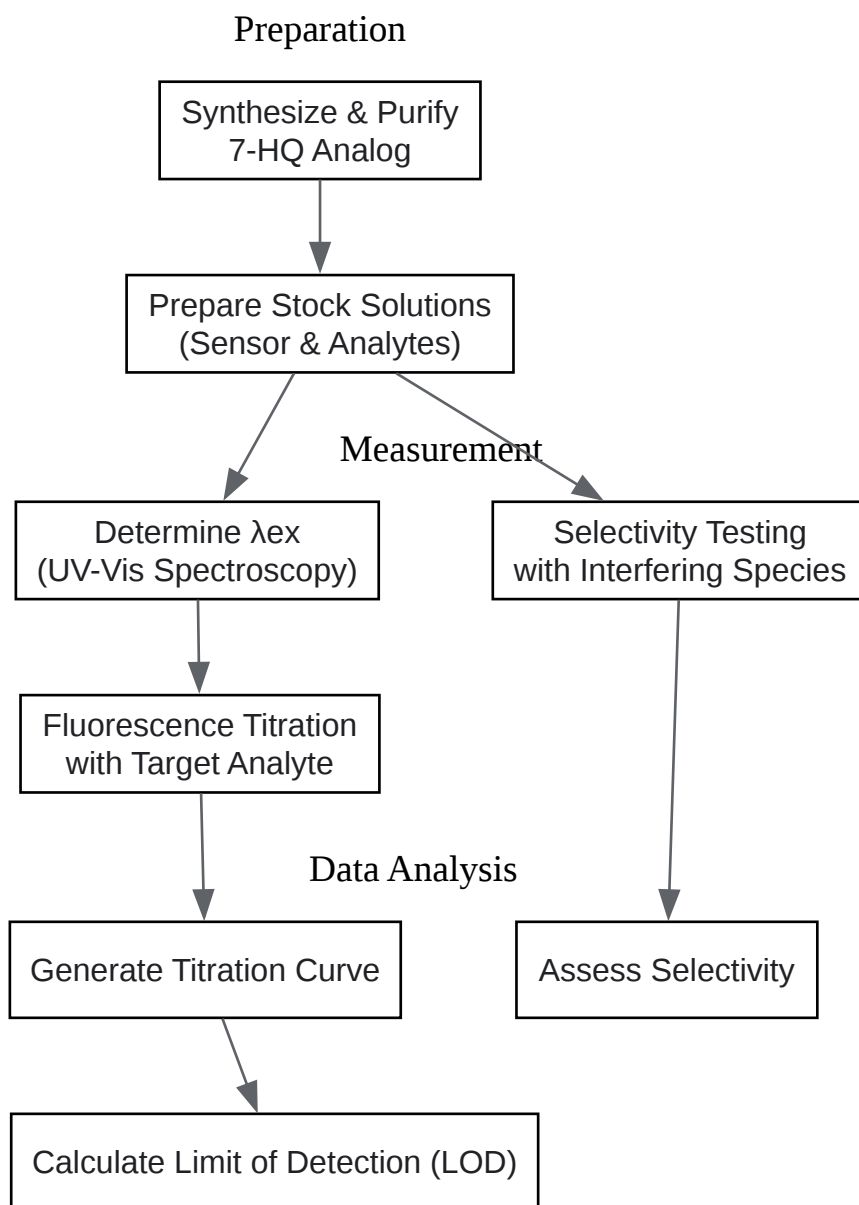 Preparation
Synthesize & Purify
7-HQ Analog
Prepare Stock Solutions
(Sensor & Analytes)
Measurement
Determine λex
(UV-Vis Spectroscopy)
Selectivity Testing
with Interfering Species
Fluorescence Titration
with Target Analyte
Data Analysis
Generate Titration Curve
Assess Selectivity
Calculate Limit of Detection (LOD)